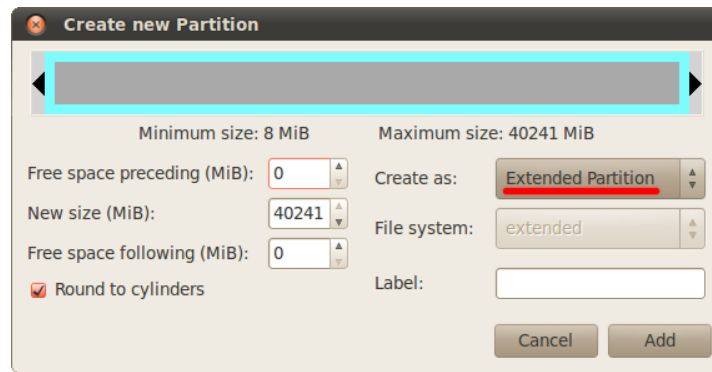 Create new Partition
Minimum size: 8 MiB
Maximum size: 40241 MiB
Free space preceding (MiB): 0
Create as: Extended Partition
New size (MiB): 40241
File system: extended
Free space following (MiB): 0
Round to cylinders
Label:
Cancel
Add